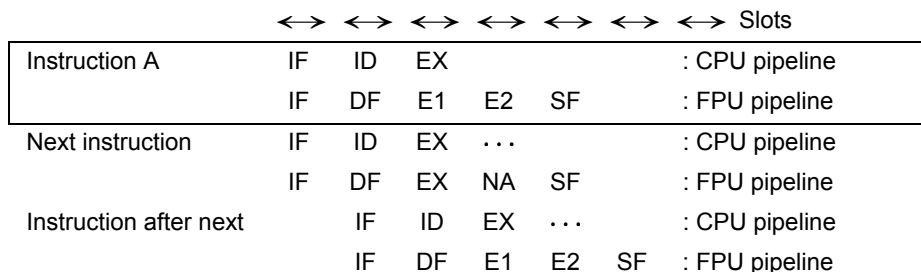 ←→ ←→ ←→ ←→ ←→ ←→ ←→ Slots
Instruction A IF ID EX : CPU pipeline
IF DF E1 E2 SF : FPU pipeline
Next instruction IF ID EX ··· : CPU pipeline
IF DF EX NA SF : FPU pipeline
Instruction after next IF ID EX ··· : CPU pipeline
IF DF E1 E2 SF : FPU pipeline